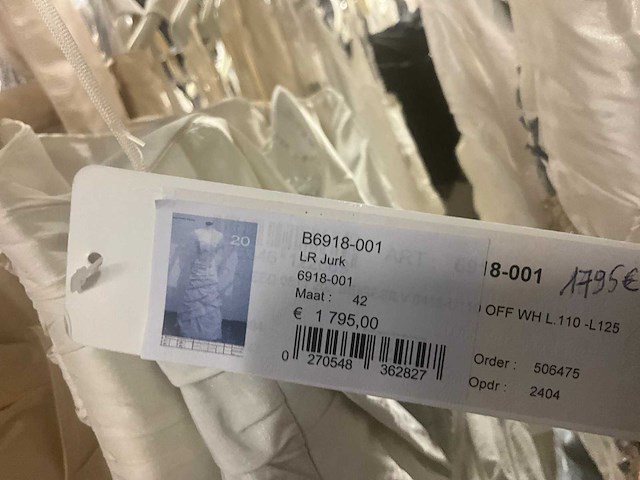 20
B6918-001
LR Jurk
6918-001
Maat : 42
€ 1 795,00
0 270548 362827
18-001
1795€
OFF WH L.110 -L125
Order : 506475
Opdr : 2404